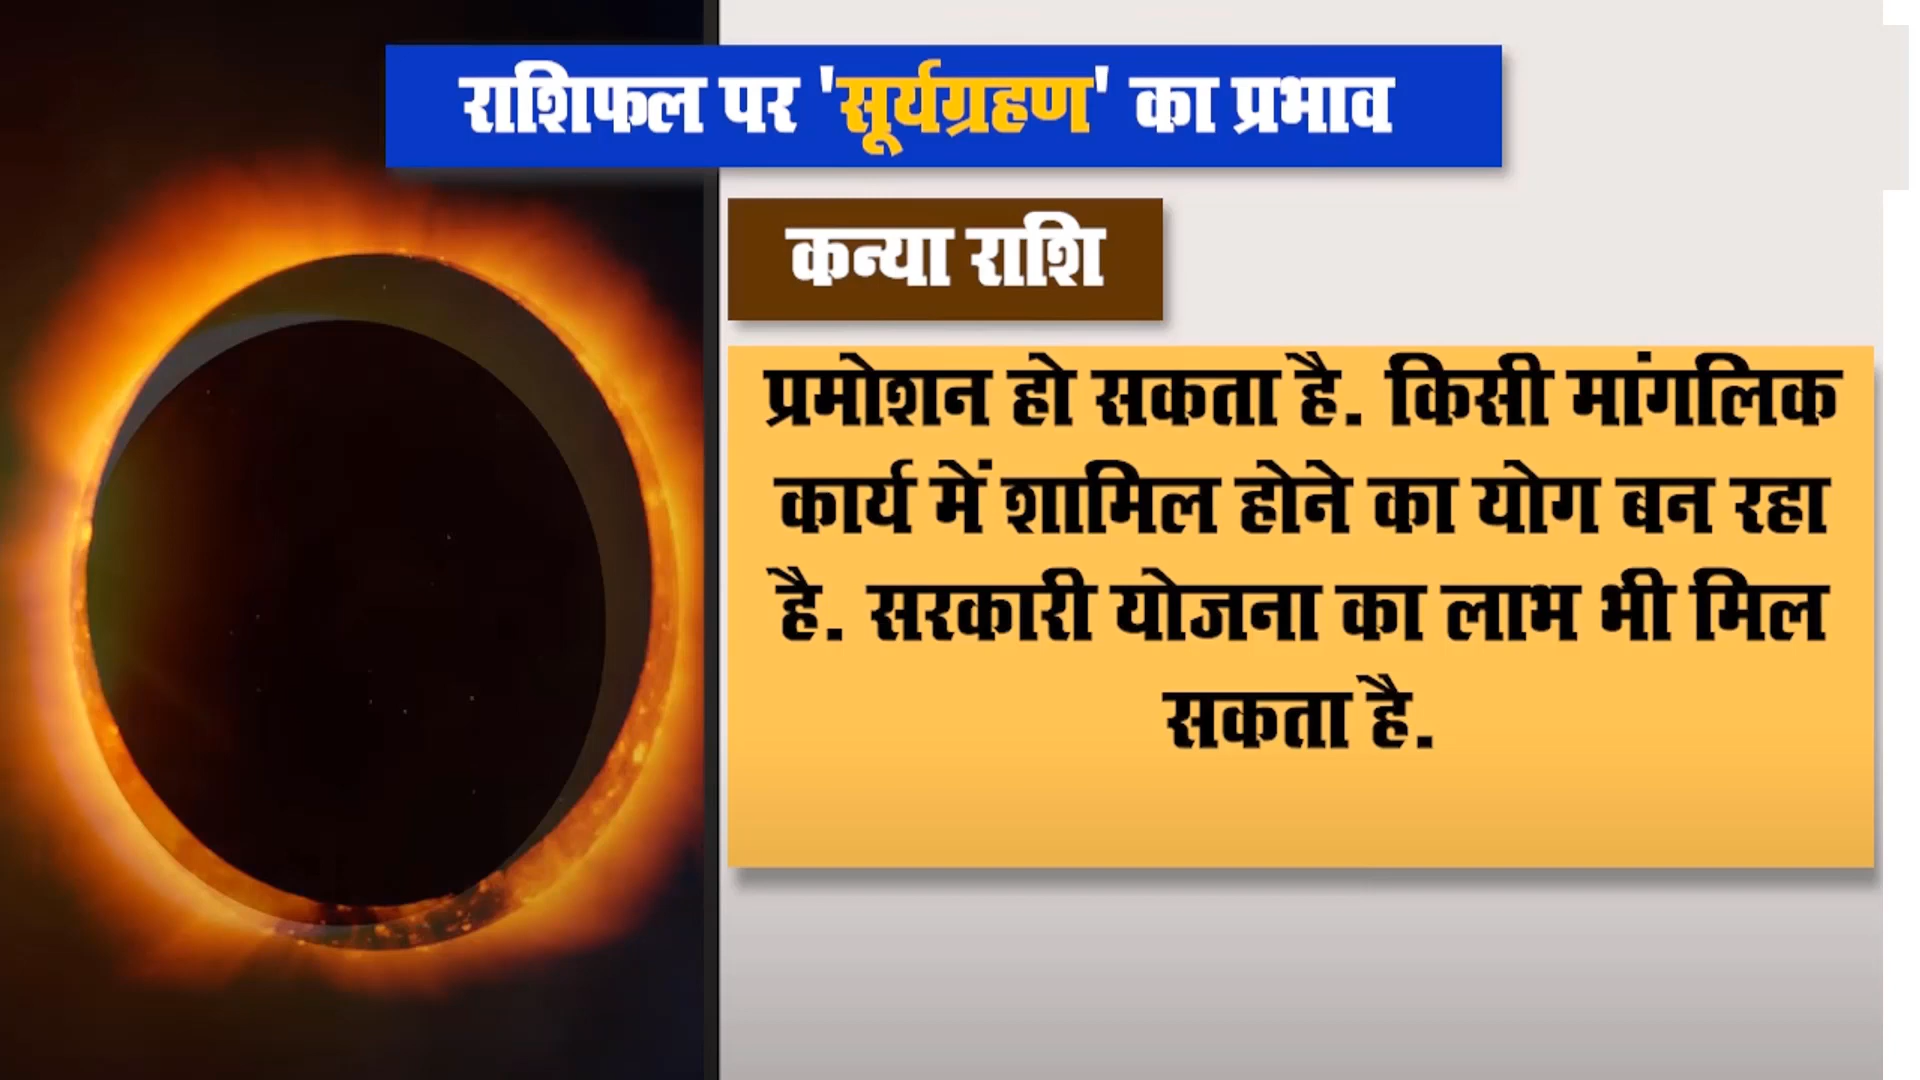 राशिफल पर 'सूर्यग्रहण' का प्रभाव
कन्या राशि
प्रमोशन हो सकता है. किसी मांगलिक
कार्य में शामिल होने का योग बन रहा
है. सरकारी योजना का लाभ भी मिल
सकता है.